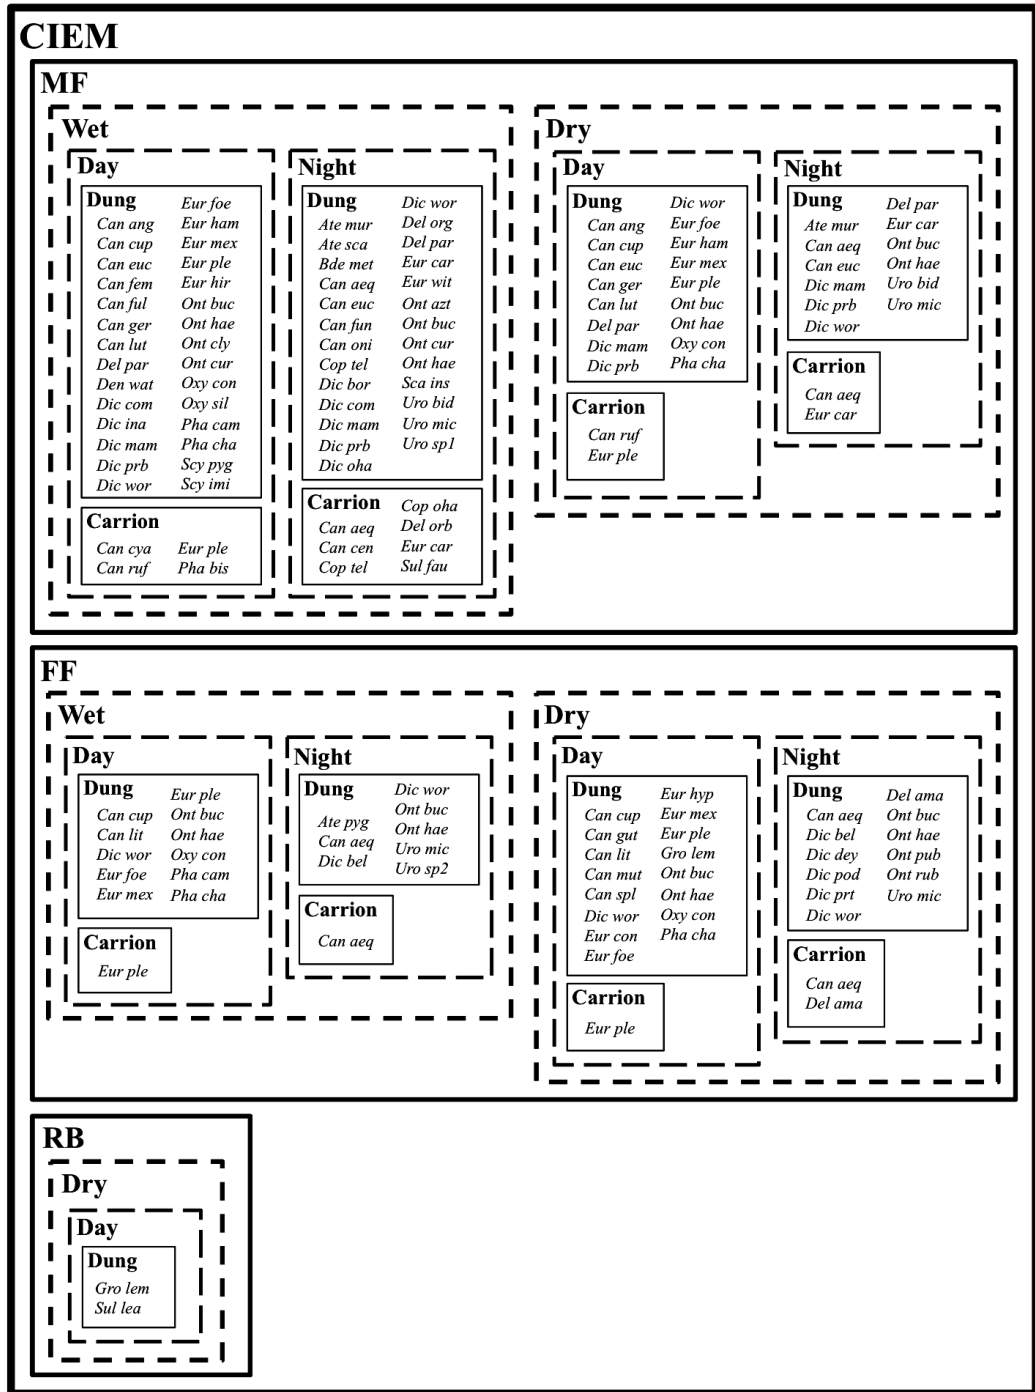 CIEM
MF
Wet
Day
Dung
Can ang
Can cup
Can euc
Can fem
Can ful
Can ger
Can lut
Del par
Den wat
Dic com
Dic ina
Dic mam
Dic prb
Dic wor
Eur foe
Eur ham
Eur mex
Eur ple
Eur hir
Ont buc
Ont hae
Ont cly
Ont cur
Oxy con
Oxy sil
Pha cam
Pha cha
Scy pyg
Scy imi
Carrion
Can cya
Can ruf
Eur ple
Pha bis
Night
Dung
Ate mur
Ate sca
Bde met
Can aeq
Can euc
Can fun
Can oni
Cop tel
Dic bor
Dic com
Dic mam
Dic prb
Dic oha
Dic wor
Del org
Del par
Eur car
Eur wit
Ont azt
Ont buc
Ont cur
Ont hae
Sca ins
Uro bid
Uro mic
Uro sp1
Carrion
Can aeq
Can cen
Cop tel
Cop oha
Del orb
Eur car
Sul fau
Dry
Day
Dung
Can ang
Can cup
Can euc
Can ger
Can lut
Del par
Dic mam
Dic prb
Dic wor
Eur foe
Eur ham
Eur mex
Eur ple
Ont buc
Ont hae
Oxy con
Pha cha
Carrion
Can ruf
Eur ple
Night
Dung
Ate mur
Can aeq
Can euc
Dic mam
Dic prb
Dic wor
Del par
Eur car
Ont buc
Ont hae
Uro bid
Uro mic
Carrion
Can aeq
Eur car
FF
Wet
Day
Dung
Can cup
Can lit
Dic wor
Eur foe
Eur mex
Eur ple
Ont buc
Ont hae
Oxy con
Pha cam
Pha cha
Carrion
Eur ple
Night
Dung
Ate pyg
Can aeq
Dic bel
Dic wor
Ont buc
Ont hae
Uro mic
Uro sp2
Carrion
Can aeq
Dry
Day
Dung
Can cup
Can gut
Can lit
Can mut
Can spl
Dic wor
Eur con
Eur foe
Eur hyp
Eur mex
Eur ple
Gro lem
Ont buc
Ont hae
Oxy con
Pha cha
Carrion
Eur ple
Night
Dung
Can aeq
Dic bel
Dic dey
Dic pod
Dic prt
Dic wor
Del ama
Ont buc
Ont hae
Ont pub
Ont rub
Uro mic
Carrion
Can aeq
Del ama
RB
Dry
Day
Dung
Gro lem
Sul lea